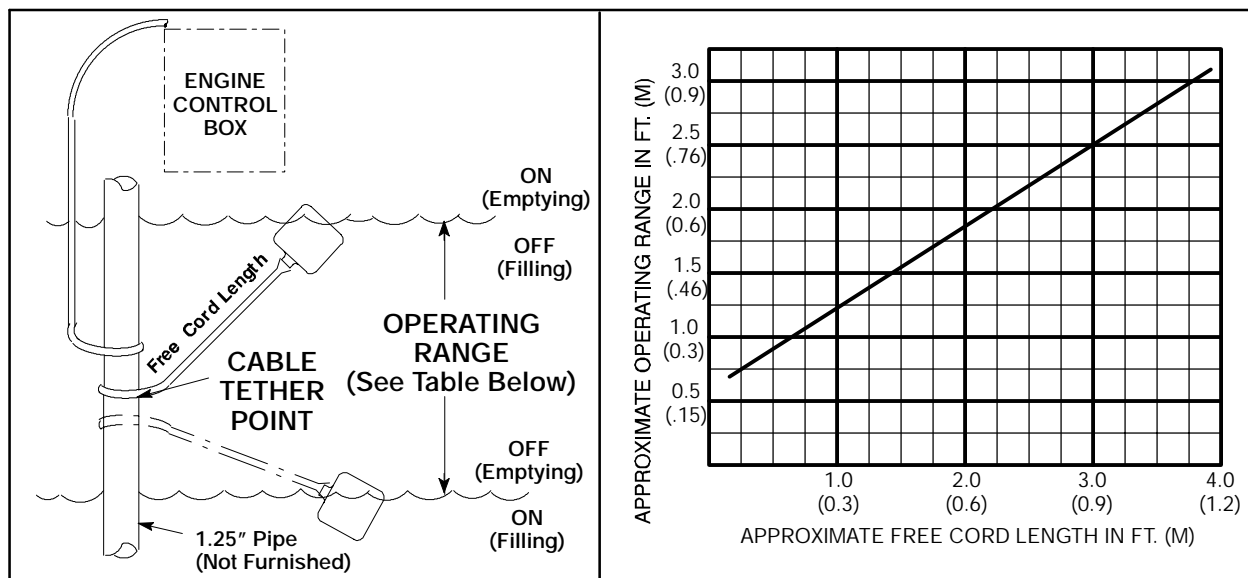 ENGINE
CONTROL
BOX
ON
(Emptying)
OFF
(Filling)
Free Cord Length
OPERATING
RANGE
(See Table Below)
CABLE
TETHER
POINT
OFF
(Emptying)
ON
(Filling)
1.25" Pipe
(Not Furnished)
APPROXIMATE OPERATING RANGE IN FT. (M)
3.0
(0.9)
2.5
(.76)
2.0
(0.6)
1.5
(.46)
1.0
(0.3)
0.5
(.15)
1.0 2.0 3.0 4.0
(0.3) (0.6) (0.9) (1.2)
APPROXIMATE FREE CORD LENGTH IN FT. (M)